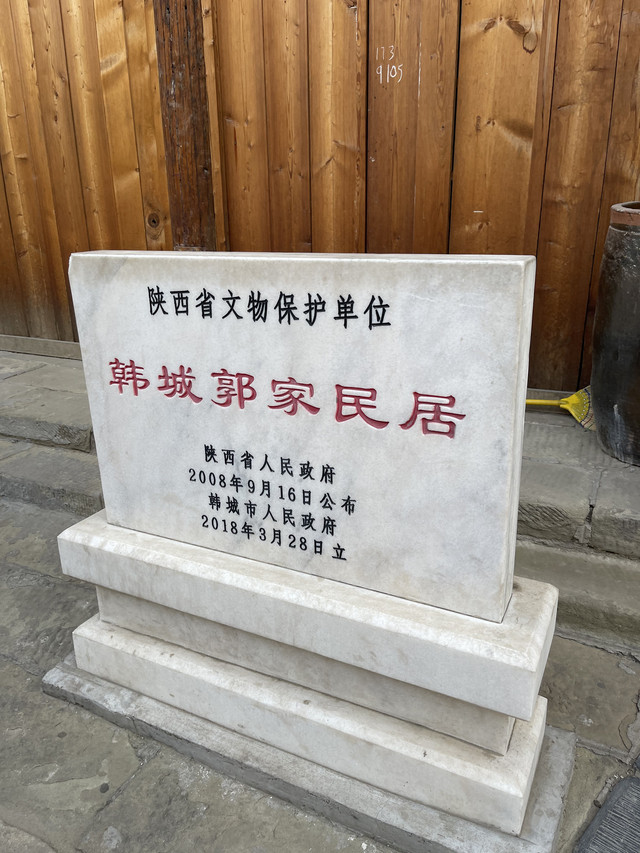 173
9105
陕西省文物保护单位
韩城郭家民居
陕西省人民政府
2008年9月16日公布
韩城市人民政府
2018年3月28日立